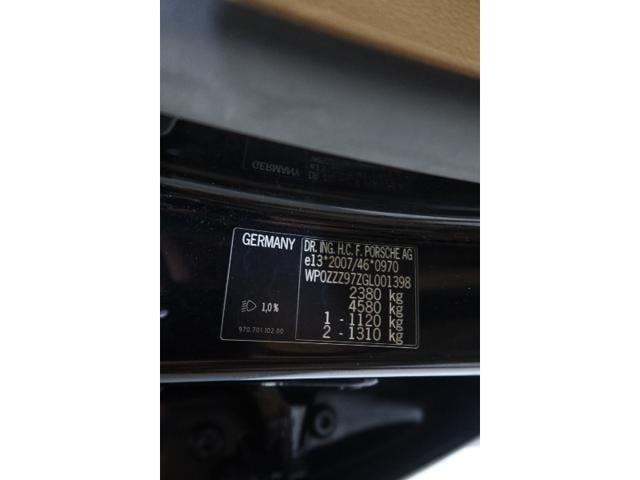 GERMANY
GERMANY
DR. ING. H.C. F. PORSCHE AG
e13*2007/46*0970
WP0ZZZ97ZGL001398
2380 kg
4580 kg
1 - 1120 kg
2 - 1310 kg
1,0%
970.701.102.00